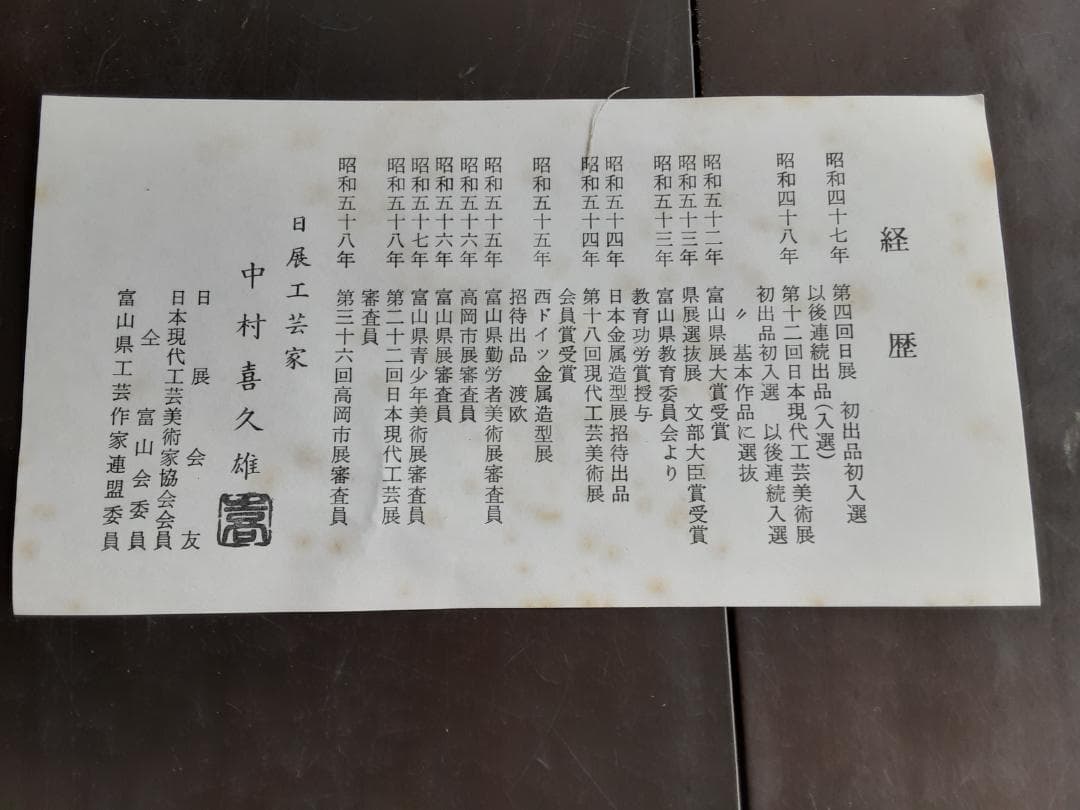 経歴
昭和四十七年 第四回日展 初出品初入選
以後連続出品(入選)
昭和四十八年 第十二回日本現代工芸美術展
初出品初入選 以後連続入選
〃 基本作品に選抜
昭和五十二年 富山県展大賞受賞
昭和五十三年 県展選抜展 文部大臣賞受賞
昭和五十三年 富山県教育委員会より
教育功労賞授与
昭和五十四年 日本金属造型展招待出品
昭和五十四年 第十八回現代工芸美術展
会員賞受賞
昭和五十五年 西ドイツ金属造型展
招待出品 渡欧
昭和五十五年 富山県勤労者美術展審査員
昭和五十六年 高岡市展審査員
昭和五十六年 富山県展審査員
昭和五十七年 富山県青少年美術展審査員
昭和五十八年 第二十二回日本現代工芸展
審査員
昭和五十八年 第三十六回高岡市展審査員
日展工芸家
中村喜久雄
喜
日展会友
日本現代工芸美術家協会会員
仝 富山会委員
富山県工芸作家連盟委員